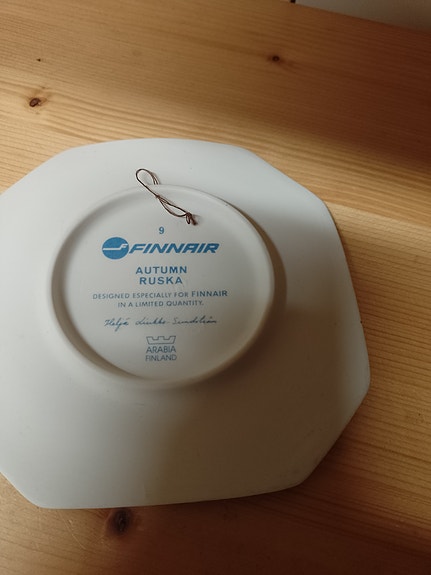 9
FINNAIR
AUTUMN
RUSKA
DESIGNED ESPECIALLY FOR FINNAIR
IN A LIMITED QUANTITY.
Heljä Liukko-Sundström
ARABIA
FINLAND